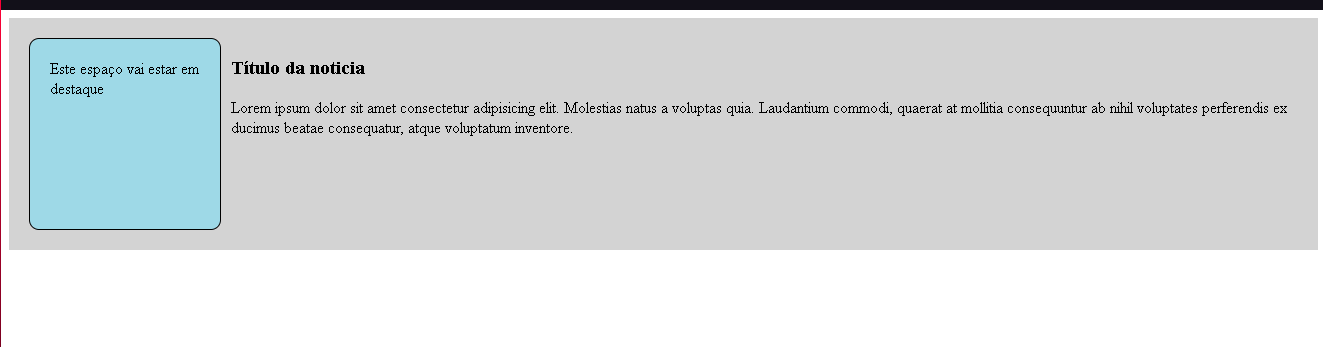 Este espaço vai estar em
destaque
Título da noticia
Lorem ipsum dolor sit amet consectetur adipisicing elit. Molestias natus a voluptas quia. Laudantium commodi, quaerat at mollitia consequuntur ab nihil voluptates perferendis ex
ducimus beatae consequatur, atque voluptatum inventore.